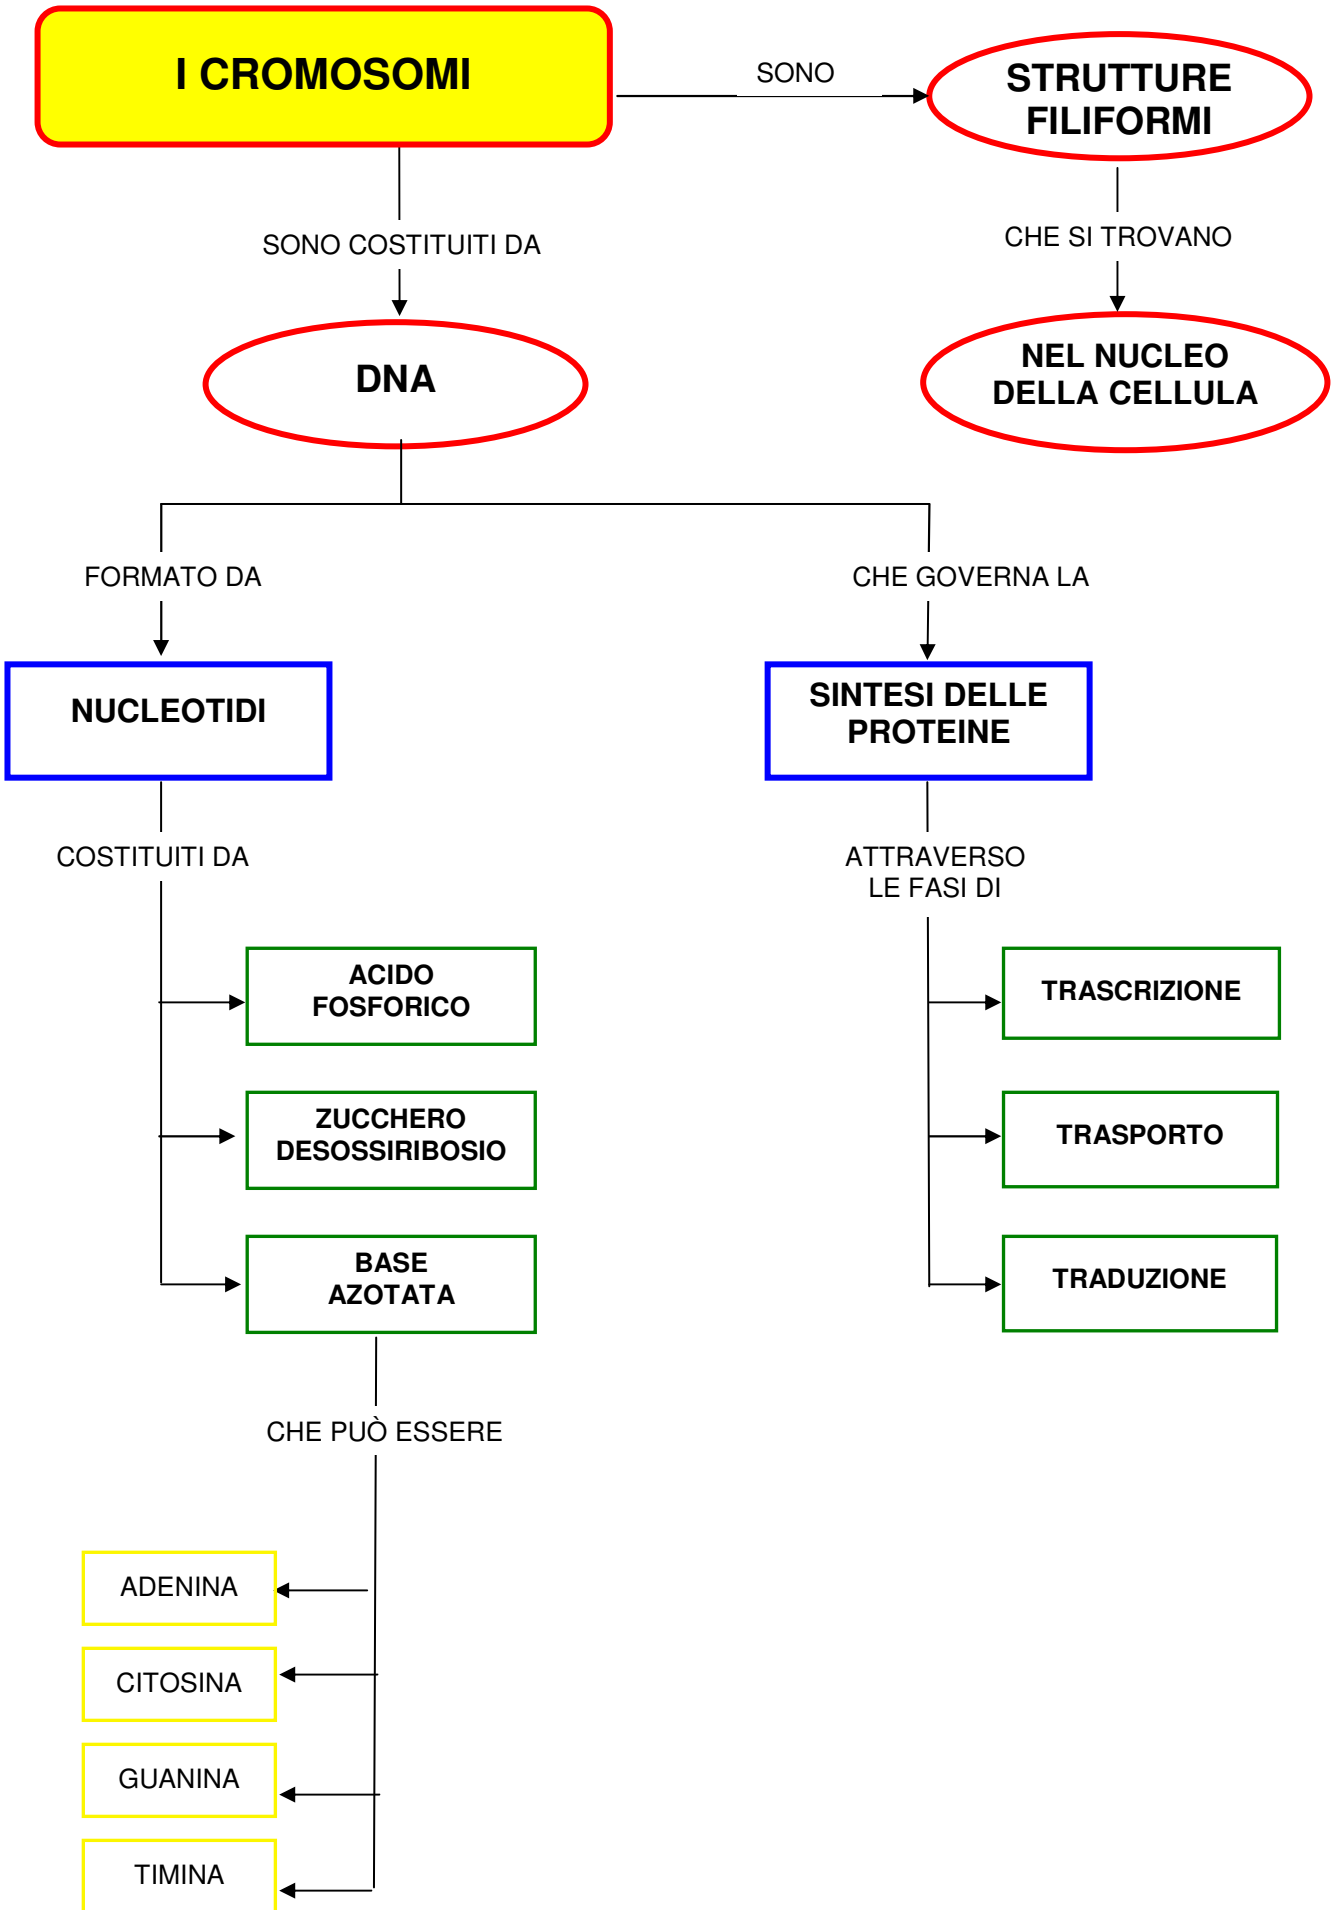 I CROMOSOMI
SONO
STRUTTURE
FILIFORMI
SONO COSTITUITI DA
CHE SI TROVANO
DNA
NEL NUCLEO
DELLA CELLULA
FORMATO DA
CHE GOVERNA LA
NUCLEOTIDI
SINTESI DELLE
PROTEINE
COSTITUITI DA
ATTRAVERSO
LE FASI DI
ACIDO
FOSFORICO
TRASCRIZIONE
ZUCCHERO
DESOSSIRIBOSIO
TRASPORTO
BASE
AZOTATA
TRADUZIONE
CHE PUÒ ESSERE
ADENINA
CITOSINA
GUANINA
TIMINA